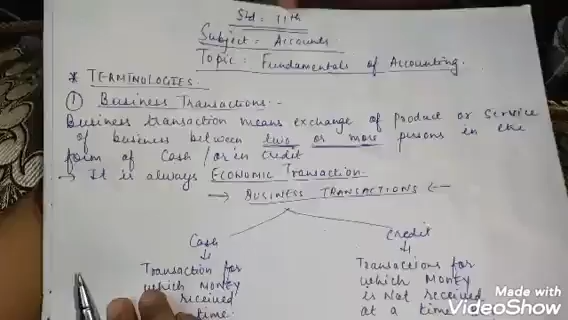 Std : 11th
Subject : Accounts
Topic : Fundamentals of Accounting.
* TERMINOLOGIES.
① Business Transactions :-
Business transaction means exchange of product or service
of business between two or more persons in the
form of Cash /or in Credit
→ It is always ECONOMIC Transaction.
→ BUSINESS TRANSACTIONS ←
Cash
↓
Transaction for
which MONEY
received
time.
Credit
↓
Transactions for
which MONEY
is Not received
at a time.
Made with
VideoShow